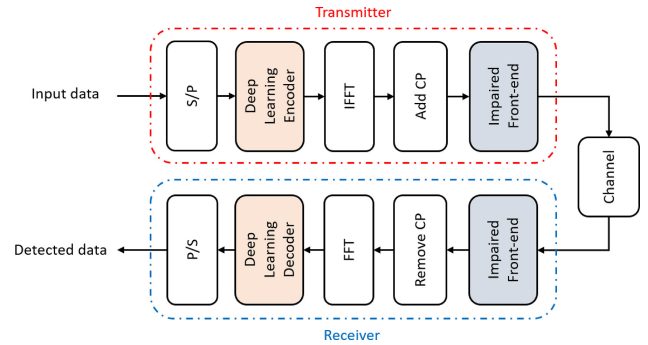 Transmitter
Input data
S/P
Deep
Learning
Encoder
IFFT
Add CP
Impaired
Front-end
Channel
Detected data
P/S
Deep
Learning
Decoder
FFT
Remove CP
Impaired
Front-end
Receiver